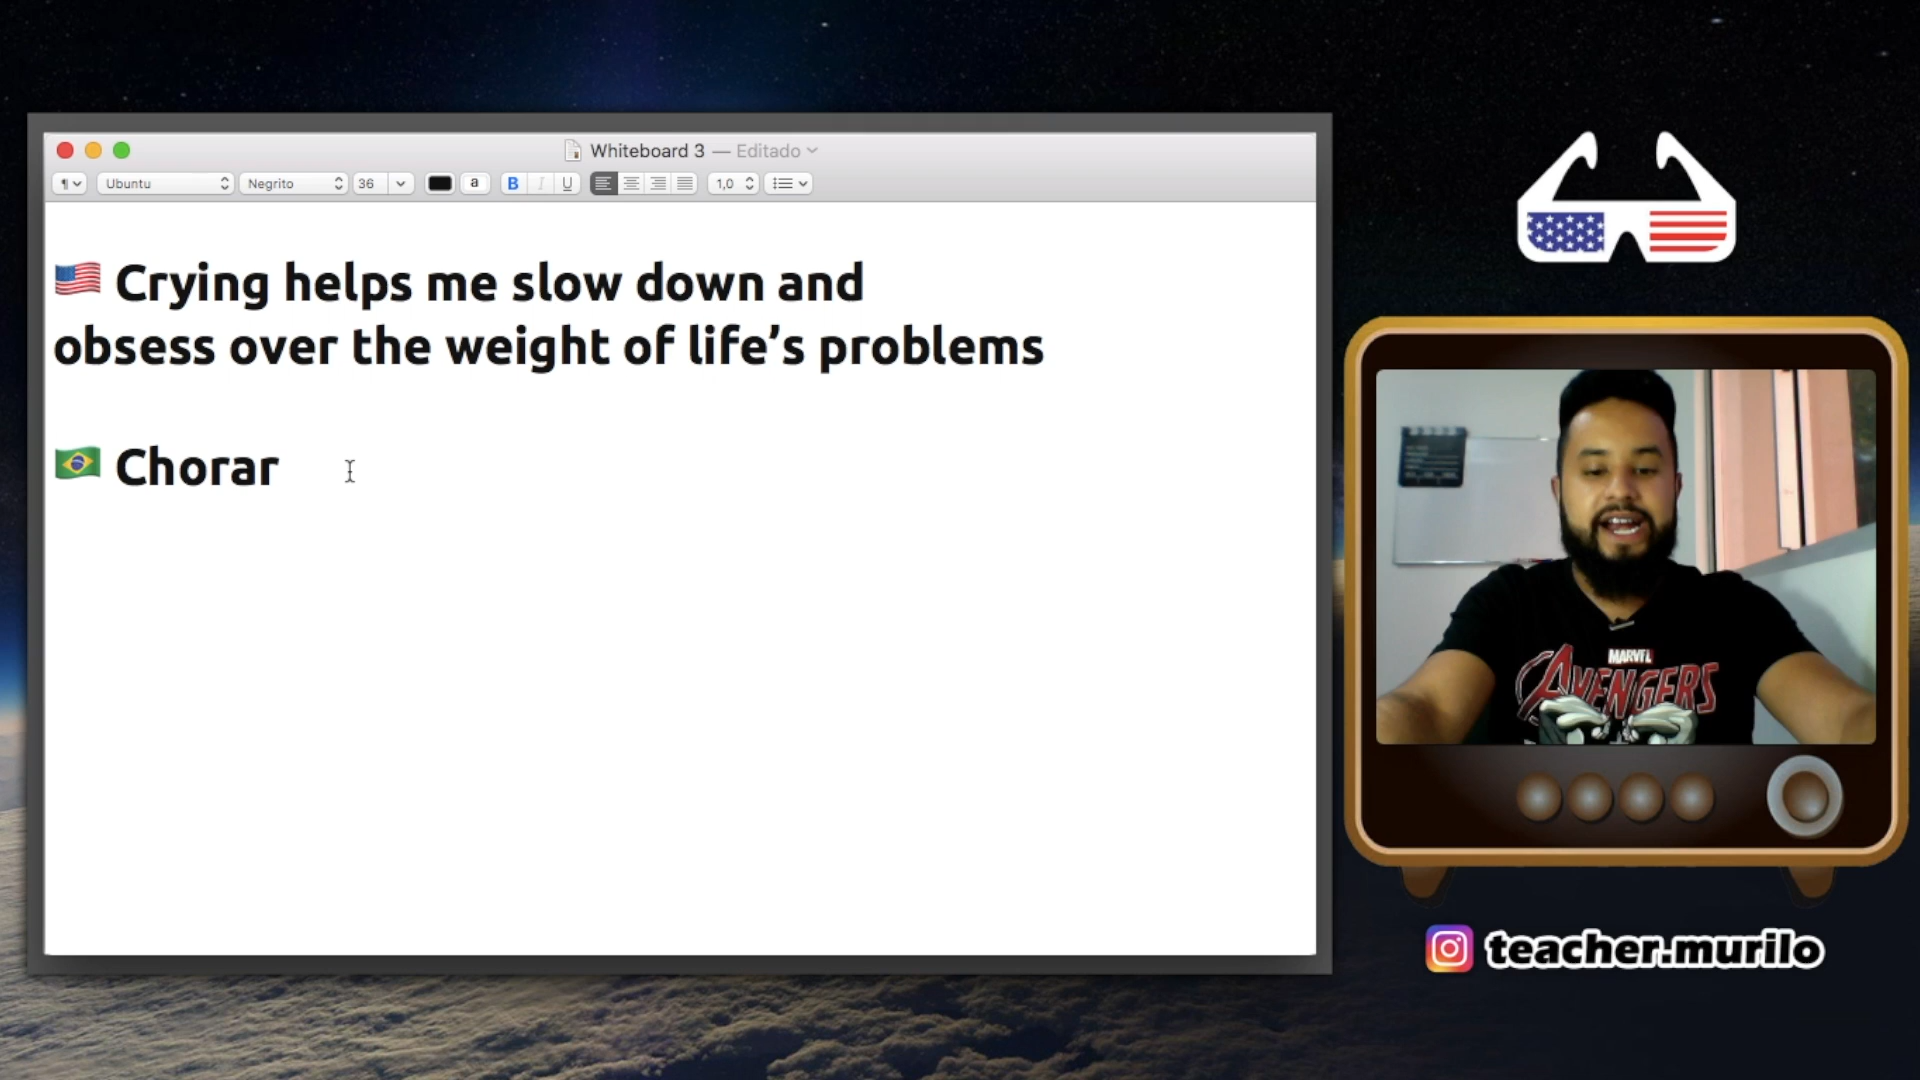 Whiteboard 3 — Editado
Ubuntu Negrito 36 a B I U 1,0
Crying helps me slow down and
obsess over the weight of life’s problems
Chorar
MARVEL
AVENGERS
teacher.murilo